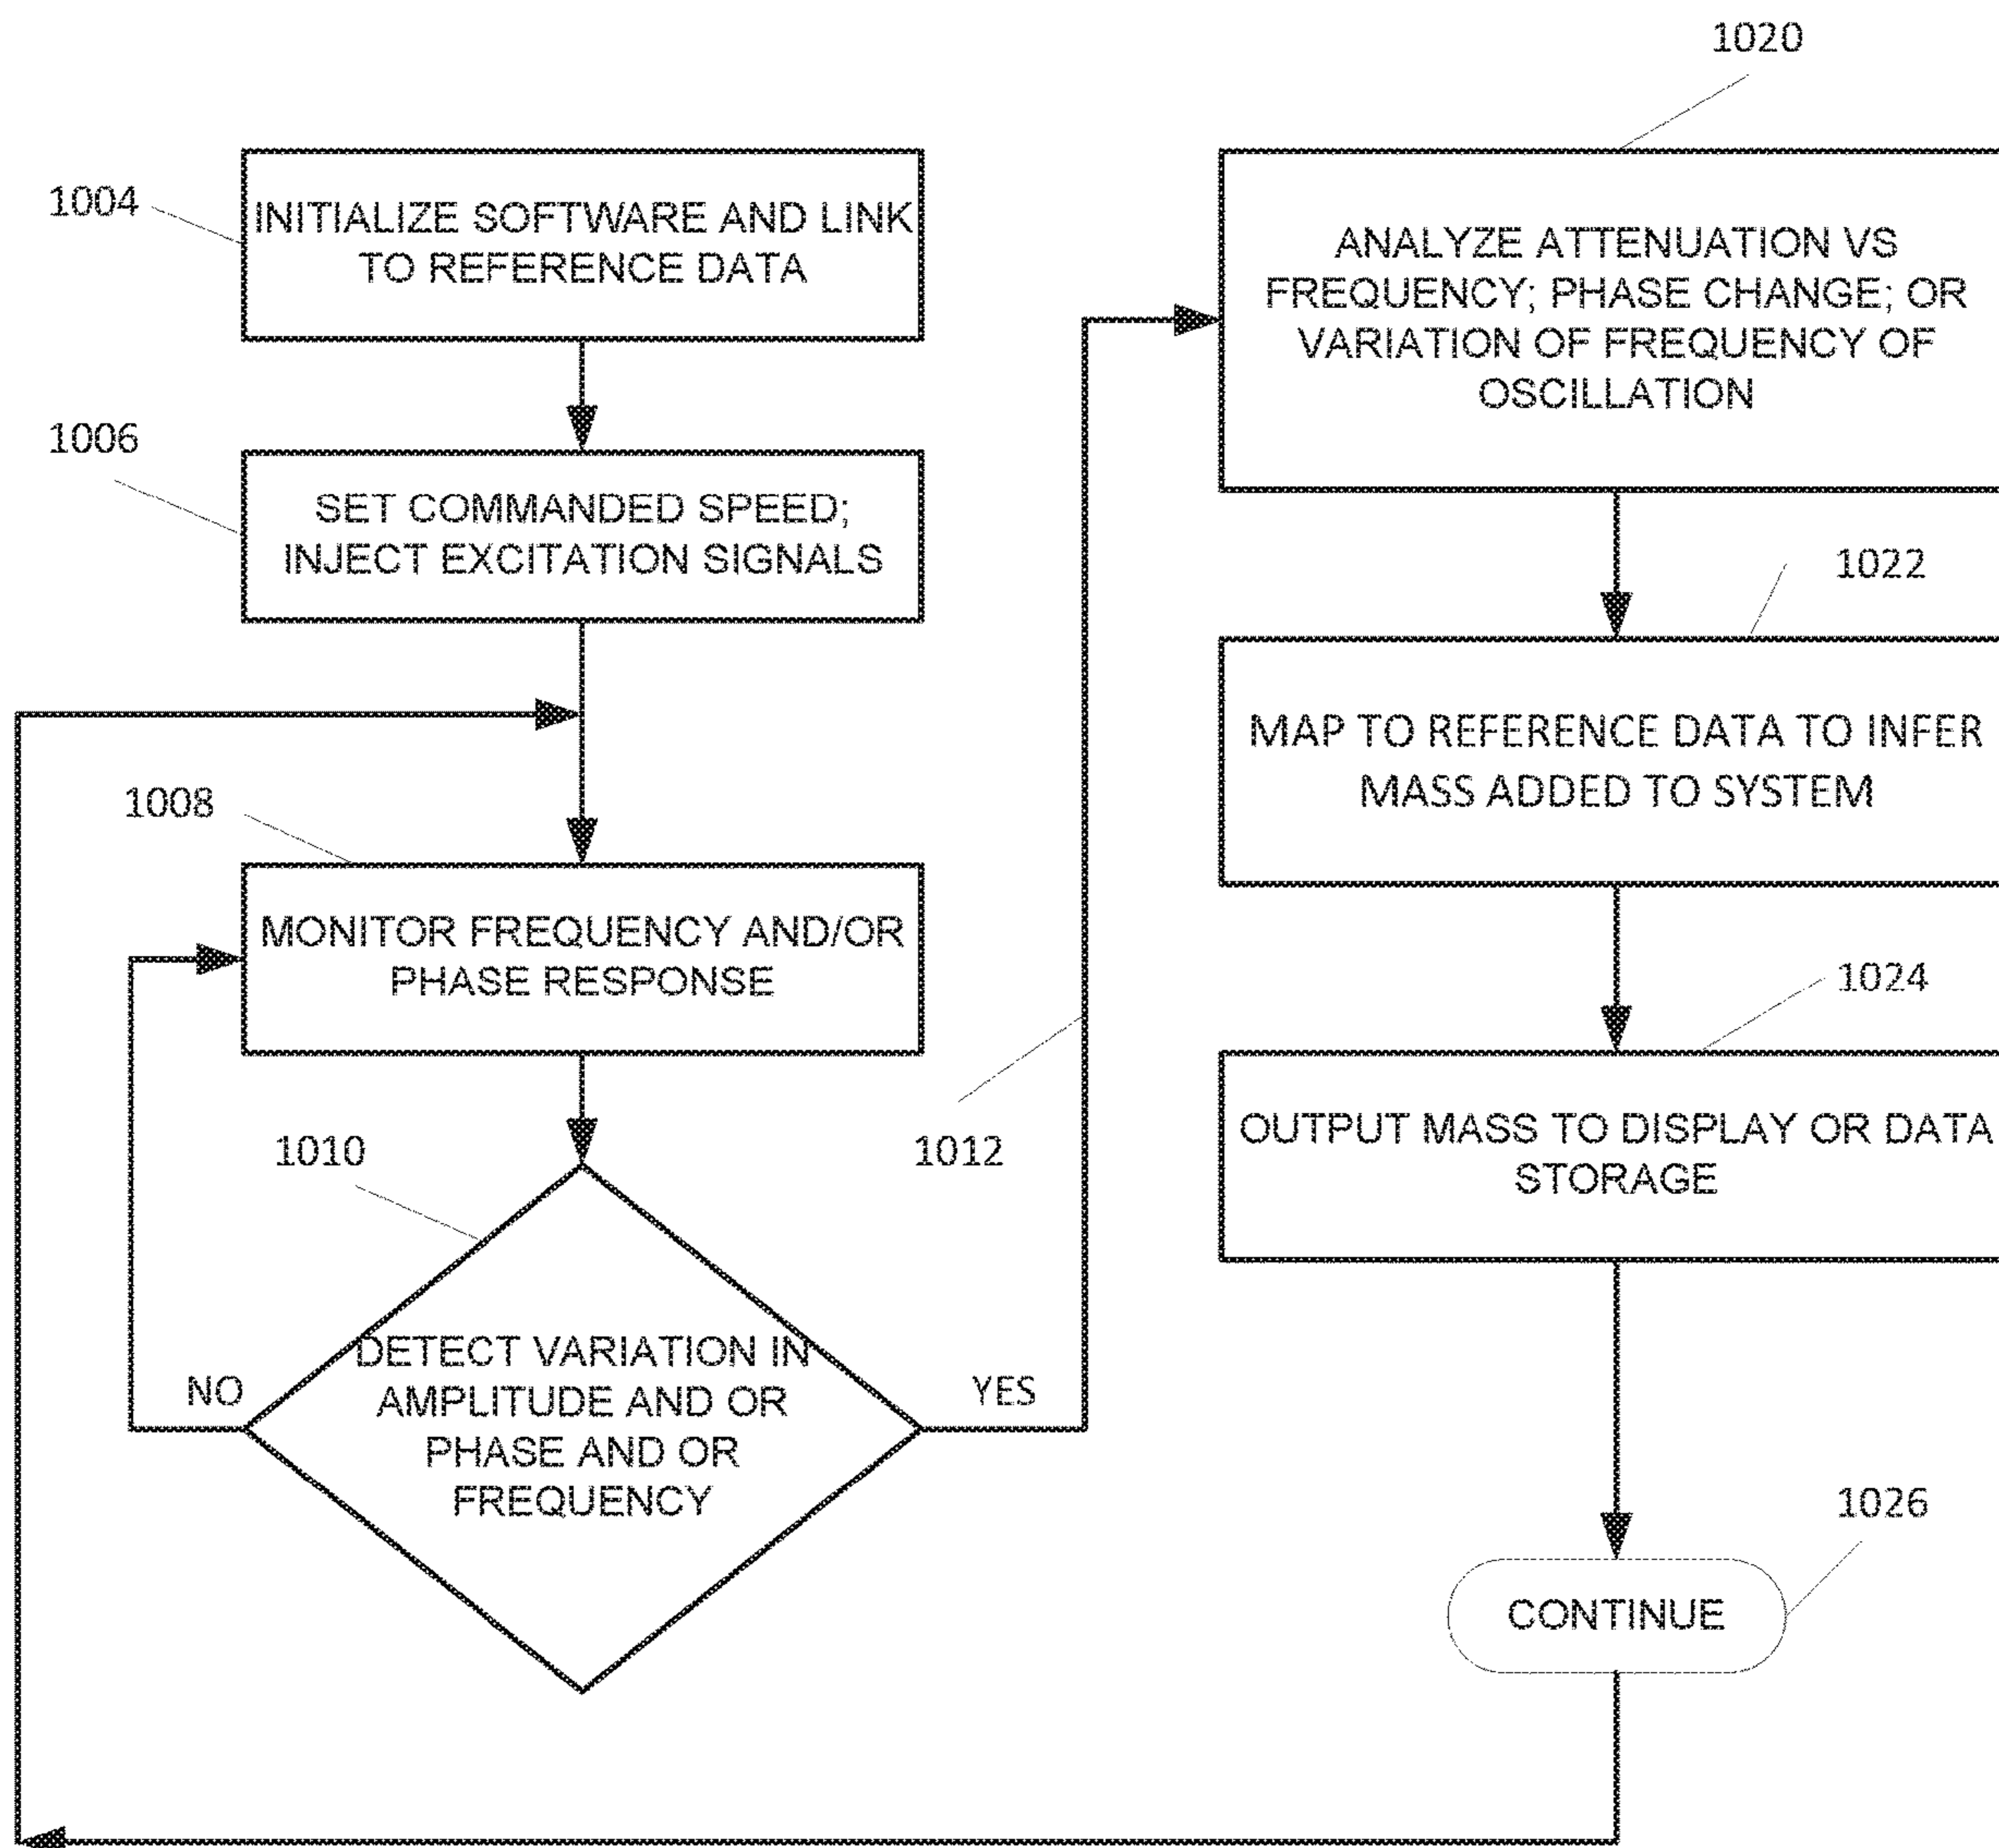 1004
INITIALIZE SOFTWARE AND LINK
TO REFERENCE DATA
1006
SET COMMANDED SPEED;
INJECT EXCITATION SIGNALS
1008
MONITOR FREQUENCY AND/OR
PHASE RESPONSE
1010
DETECT VARIATION IN
AMPLITUDE AND OR
PHASE AND OR
FREQUENCY
NO
YES
1012
1020
ANALYZE ATTENUATION VS
FREQUENCY; PHASE CHANGE; OR
VARIATION OF FREQUENCY OF
OSCILLATION
1022
MAP TO REFERENCE DATA TO INFER
MASS ADDED TO SYSTEM
1024
OUTPUT MASS TO DISPLAY OR DATA
STORAGE
1026
CONTINUE